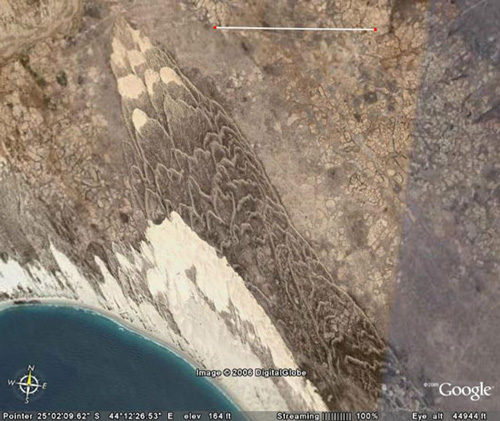 Image © 2006 DigitalGlobe
N
W E
S
Google
Pointer 25°02'09.62" S 44°12'26.53" E elev 164 ft Streaming |||||||||| 100% Eye alt 44944 ft